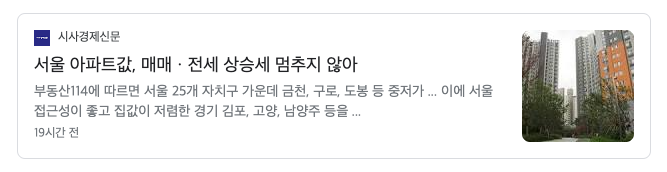 시사경제신문
서울 아파트값, 매매 · 전세 상승세 멈추지 않아
부동산114에 따르면 서울 25개 자치구 가운데 금천, 구로, 도봉 등 중저가 ... 이에 서울
접근성이 좋고 집값이 저렴한 경기 김포, 고양, 남양주 등을 ...
19시간 전